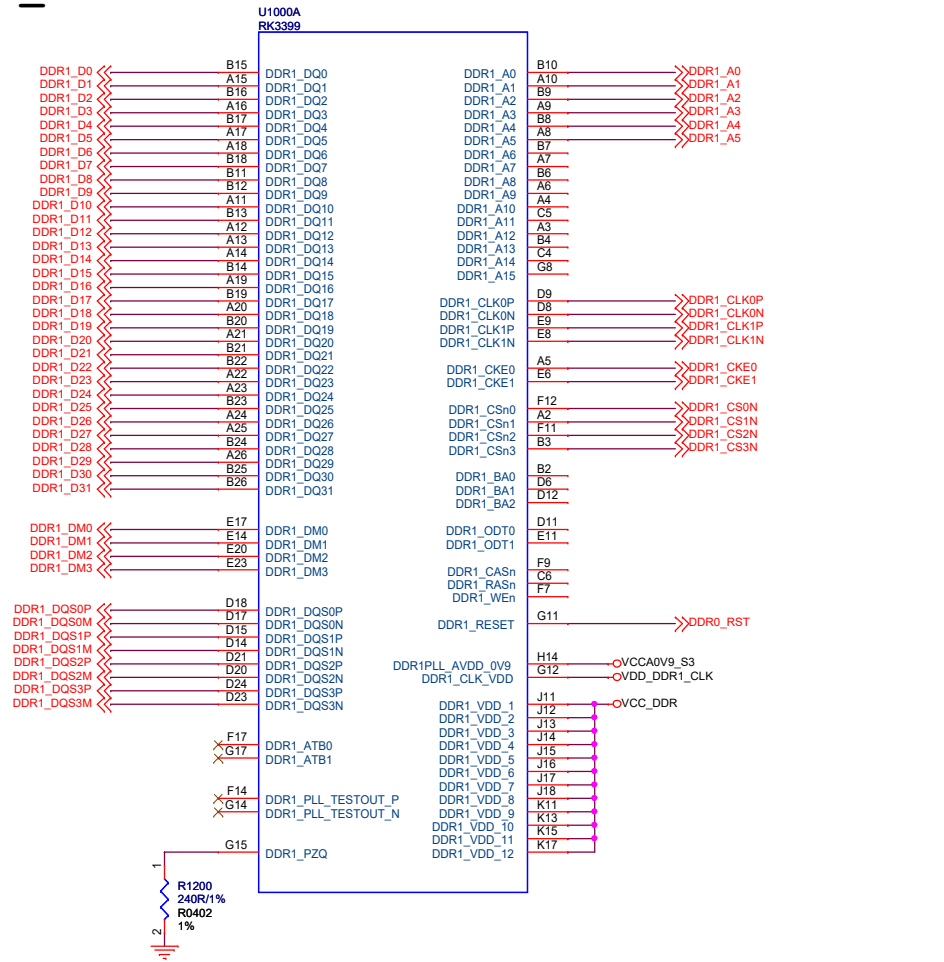 U1000A
RK3399
DDR1_D0 B15 DDR1_DQ0 DDR1_A0 B10 DDR1_A0
DDR1_D1 A15 DDR1_DQ1 DDR1_A1 A10 DDR1_A1
DDR1_D2 B16 DDR1_DQ2 DDR1_A2 B9 DDR1_A2
DDR1_D3 A16 DDR1_DQ3 DDR1_A3 A9 DDR1_A3
DDR1_D4 B17 DDR1_DQ4 DDR1_A4 B8 DDR1_A4
DDR1_D5 A17 DDR1_DQ5 DDR1_A5 A8 DDR1_A5
DDR1_D6 A18 DDR1_DQ6 DDR1_A6 B7
DDR1_D7 B18 DDR1_DQ7 DDR1_A7 A7
DDR1_D8 B11 DDR1_DQ8 DDR1_A8 B6
DDR1_D9 B12 DDR1_DQ9 DDR1_A9 A6
DDR1_D10 A11 DDR1_DQ10 DDR1_A10 A4
DDR1_D11 B13 DDR1_DQ11 DDR1_A11 C5
DDR1_D12 A12 DDR1_DQ12 DDR1_A12 A3
DDR1_D13 A13 DDR1_DQ13 DDR1_A13 B4
DDR1_D14 A14 DDR1_DQ14 DDR1_A14 C4
DDR1_D15 B14 DDR1_DQ15 DDR1_A15 G8
DDR1_D16 A19 DDR1_DQ16
DDR1_D17 B19 DDR1_DQ17 DDR1_CLK0P D9 DDR1_CLK0P
DDR1_D18 A20 DDR1_DQ18 DDR1_CLK0N D8 DDR1_CLK0N
DDR1_D19 B20 DDR1_DQ19 DDR1_CLK1P E9 DDR1_CLK1P
DDR1_D20 A21 DDR1_DQ20 DDR1_CLK1N E8 DDR1_CLK1N
DDR1_D21 B21 DDR1_DQ21
DDR1_D22 B22 DDR1_DQ22 DDR1_CKE0 A5 DDR1_CKE0
DDR1_D23 A22 DDR1_DQ23 DDR1_CKE1 E6 DDR1_CKE1
DDR1_D24 A23 DDR1_DQ24
DDR1_D25 B23 DDR1_DQ25 DDR1_CSn0 F12 DDR1_CS0N
DDR1_D26 A24 DDR1_DQ26 DDR1_CSn1 A2 DDR1_CS1N
DDR1_D27 A25 DDR1_DQ27 DDR1_CSn2 F11 DDR1_CS2N
DDR1_D28 B24 DDR1_DQ28 DDR1_CSn3 B3 DDR1_CS3N
DDR1_D29 A26 DDR1_DQ29
DDR1_D30 B25 DDR1_DQ30 DDR1_BA0 B2
DDR1_D31 B26 DDR1_DQ31 DDR1_BA1 D6
DDR1_BA2 D12
DDR1_DM0 E17 DDR1_DM0 DDR1_ODT0 D11
DDR1_DM1 E14 DDR1_DM1 DDR1_ODT1 E11
DDR1_DM2 E20 DDR1_DM2
DDR1_DM3 E23 DDR1_DM3 DDR1_CASn F9
DDR1_RASn C6
DDR1_WEn F7
DDR1_DQS0P D18 DDR1_DQS0P
DDR1_DQS0M D17 DDR1_DQS0N DDR1_RESET G11 DDR0_RST
DDR1_DQS1P D15 DDR1_DQS1P
DDR1_DQS1M D14 DDR1_DQS1N
DDR1_DQS2P D21 DDR1_DQS2P DDR1PLL_AVDD_0V9 H14 VCCA0V9_S3
DDR1_DQS2M D20 DDR1_DQS2N DDR1_CLK_VDD G12 VDD_DDR1_CLK
DDR1_DQS3P D24 DDR1_DQS3P
DDR1_DQS3M D23 DDR1_DQS3N DDR1_VDD_1 J11 VCC_DDR
DDR1_VDD_2 J12
DDR1_VDD_3 J13
F17 DDR1_ATB0 DDR1_VDD_4 J14
G17 DDR1_ATB1 DDR1_VDD_5 J15
DDR1_VDD_6 J16
DDR1_VDD_7 J17
F14 DDR1_PLL_TESTOUT_P DDR1_VDD_8 J18
G14 DDR1_PLL_TESTOUT_N DDR1_VDD_9 K11
DDR1_VDD_10 K13
DDR1_VDD_11 K15
G15 DDR1_PZQ DDR1_VDD_12 K17
1
R1200
240R/1%
R0402
1%
2